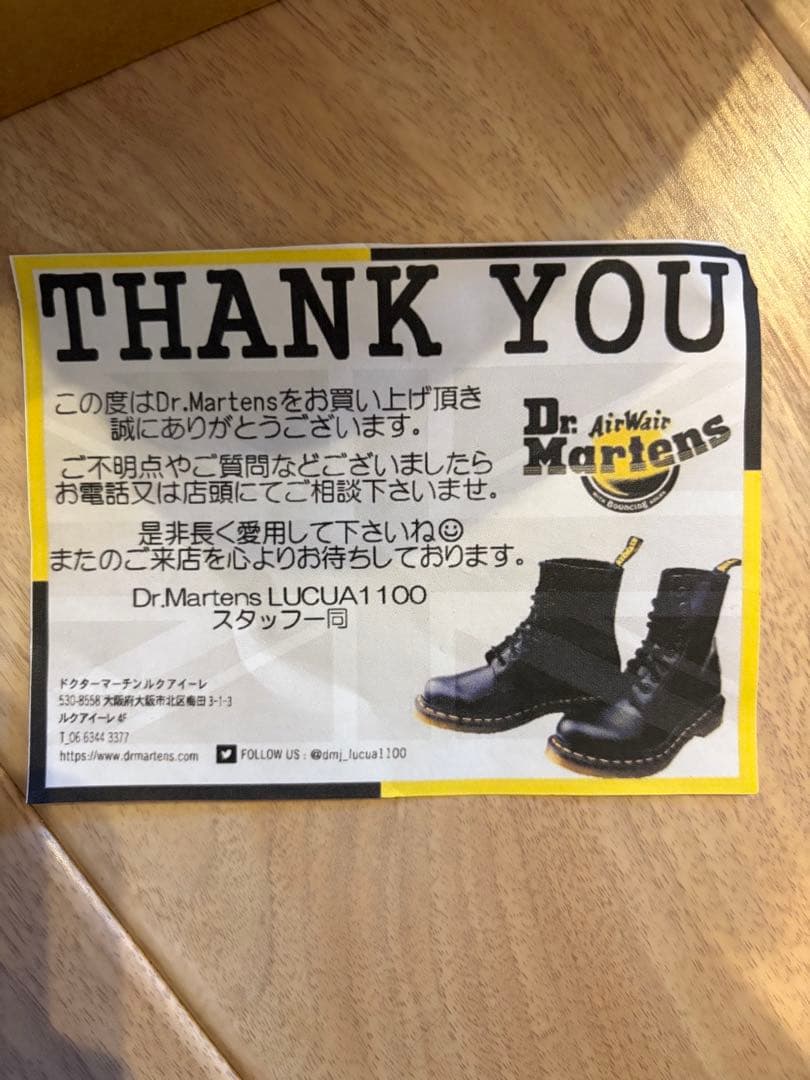 THANK YOU
この度はDr.Martensをお買い上げ頂き
誠にありがとうございます。
ご不明点やご質問などございましたら
お電話又は店頭にてご相談下さいませ。
是非長く愛用して下さいね☺
またのご来店を心よりお待ちしております。
Dr.Martens LUCUA1100
スタッフ一同
Dr. AirWair
Martens
WITH Bouncing SOLES
ドクターマーチンルクアイーレ
530-8558 大阪府大阪市北区梅田 3-1-3
ルクアイーレ 4F
T_06 6344 3377
https://www.drmartens.com
FOLLOW US : @dmj_lucua1100